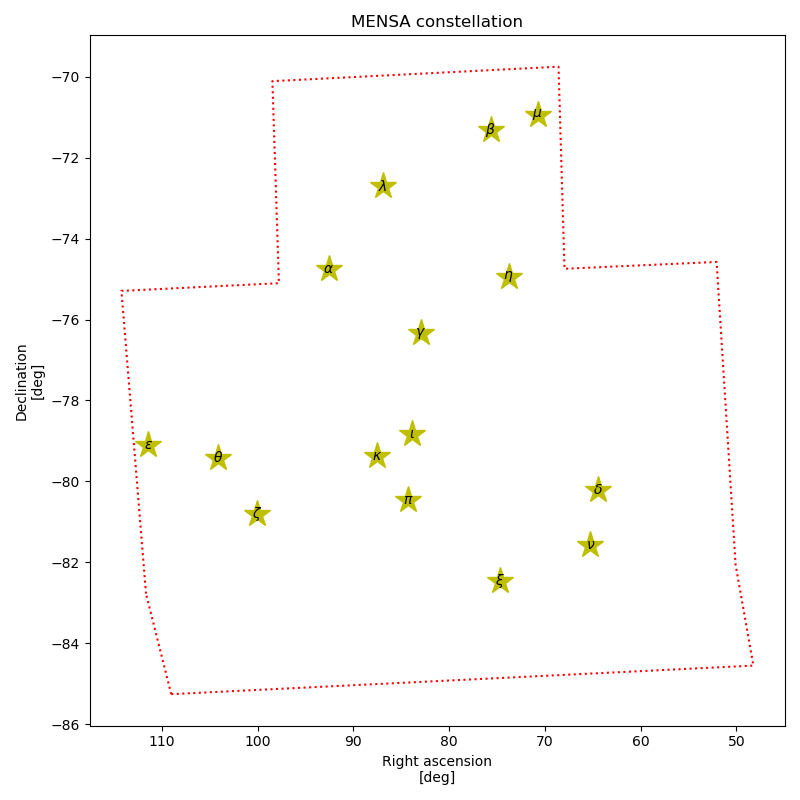 MENSA constellation
−70
μ
β
−72
λ
−74
α
η
−76
γ
−78
ι
ε
κ
θ
−80
δ
π
ζ
ν
−82
ξ
−84
−86
110 100 90 80 70 60 50
Declination
[deg]
Right ascension
[deg]